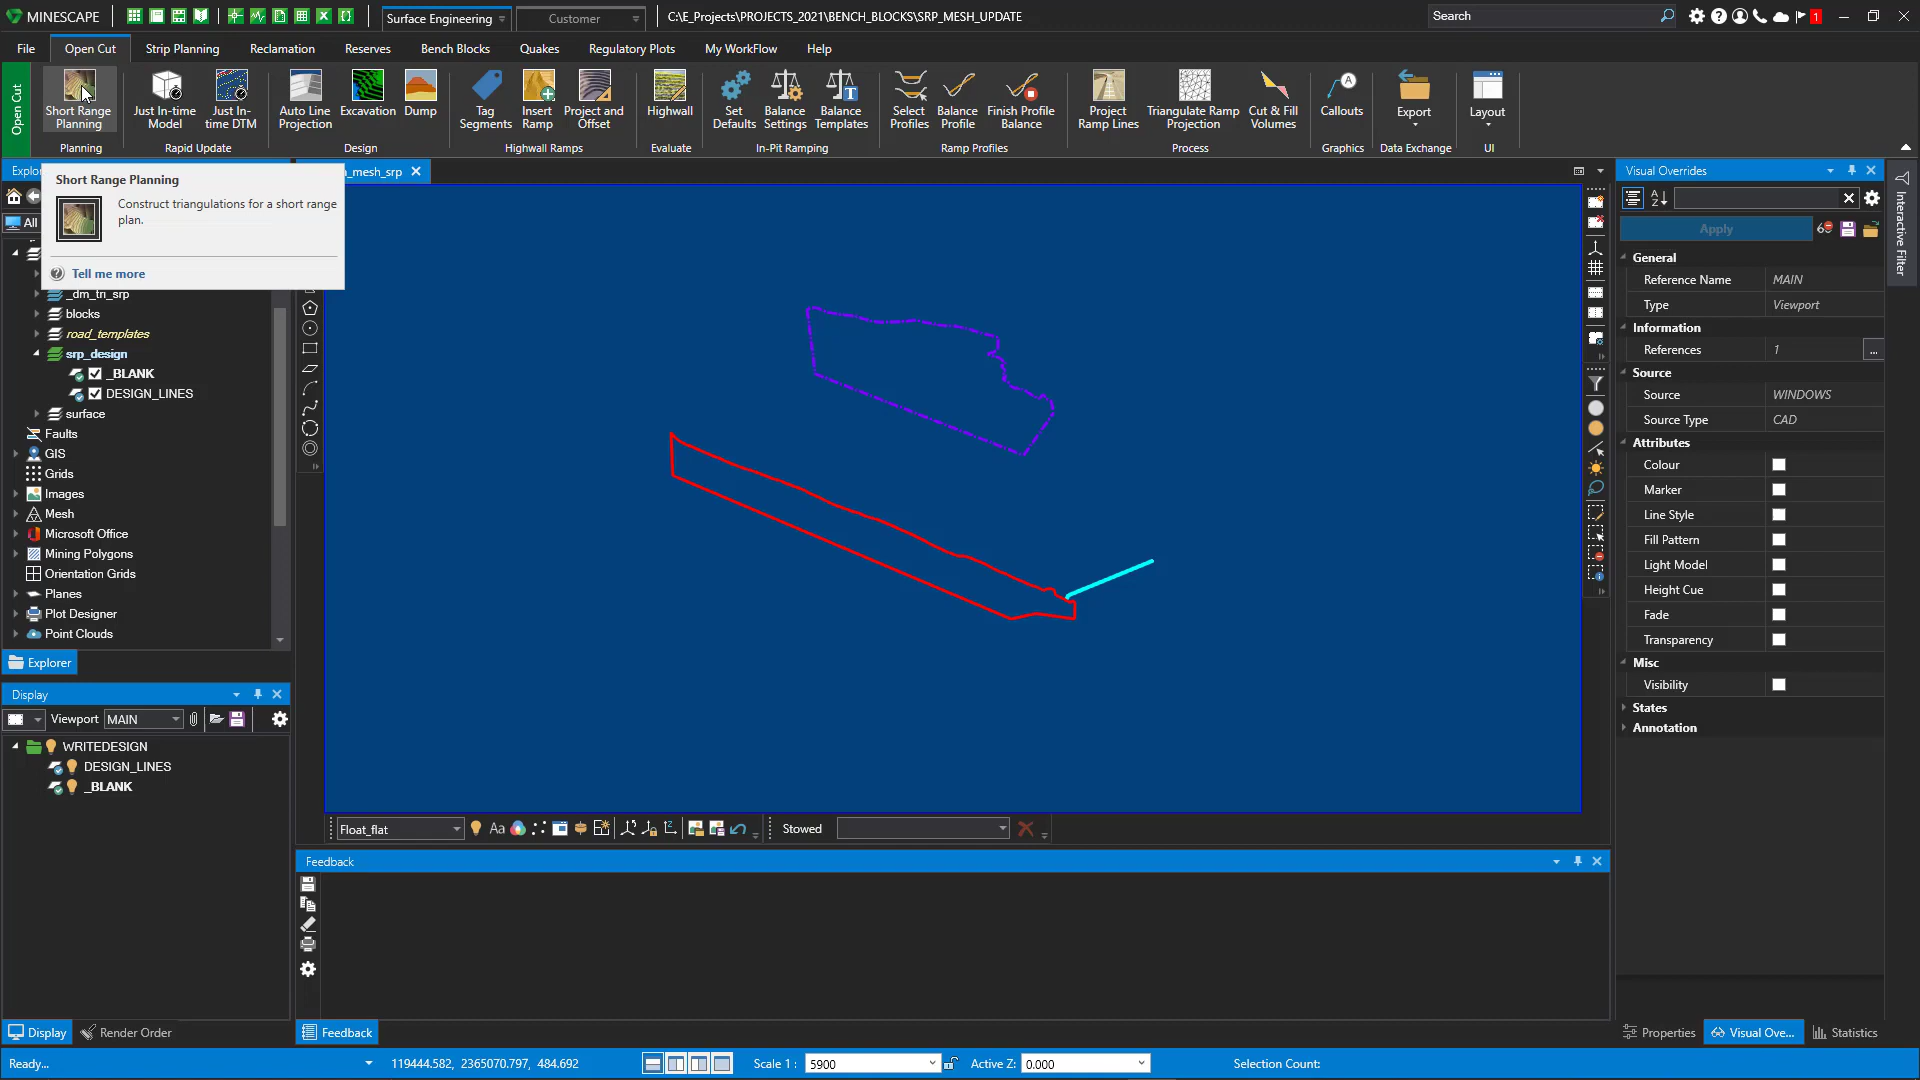 MINESCAPE
Surface Engineering
Customer
C:\E_Projects\PROJECTS_2021\BENCH_BLOCKS\SRP_MESH_UPDATE
Search
1
File
Open Cut
Strip Planning
Reclamation
Reserves
Bench Blocks
Quakes
Regulatory Plots
My WorkFlow
Help
Open Cut
Short Range
Planning
Just In-time
Model
Just In-
time DTM
Auto Line
Projection
Excavation
Dump
Tag
Segments
Insert
Ramp
Project and
Offset
Highwall
Set
Defaults
Balance
Settings
Balance
Templates
Select
Profiles
Balance
Profile
Finish Profile
Balance
Project
Ramp Lines
Triangulate Ramp
Projection
Cut & Fill
Volumes
Callouts
Export
Layout
Planning
Rapid Update
Design
Highwall Ramps
Evaluate
In-Pit Ramping
Ramp Profiles
Process
Graphics
Data Exchange
UI
Short Range Planning
Construct triangulations for a short range
plan.
Tell me more
_mesh_srp
All
_dm_tri_srp
blocks
road_templates
srp_design
_BLANK
DESIGN_LINES
surface
Faults
GIS
Grids
Images
Mesh
Microsoft Office
Mining Polygons
Orientation Grids
Planes
Plot Designer
Point Clouds
Explorer
Display
Viewport
MAIN
WRITEDESIGN
DESIGN_LINES
_BLANK
Display
Render Order
Float_flat
Aa
Stowed
Feedback
Feedback
Visual Overrides
Apply
General
Reference Name
MAIN
Type
Viewport
Information
References
1
...
Source
Source
WINDOWS
Source Type
CAD
Attributes
Colour
Marker
Line Style
Fill Pattern
Light Model
Height Cue
Fade
Transparency
Misc
Visibility
States
Annotation
Interactive Filter
Properties
Visual Ove...
Statistics
Ready...
119444.582, 2365070.797, 484.692
Scale 1 :
5900
Active Z:
0.000
Selection Count: